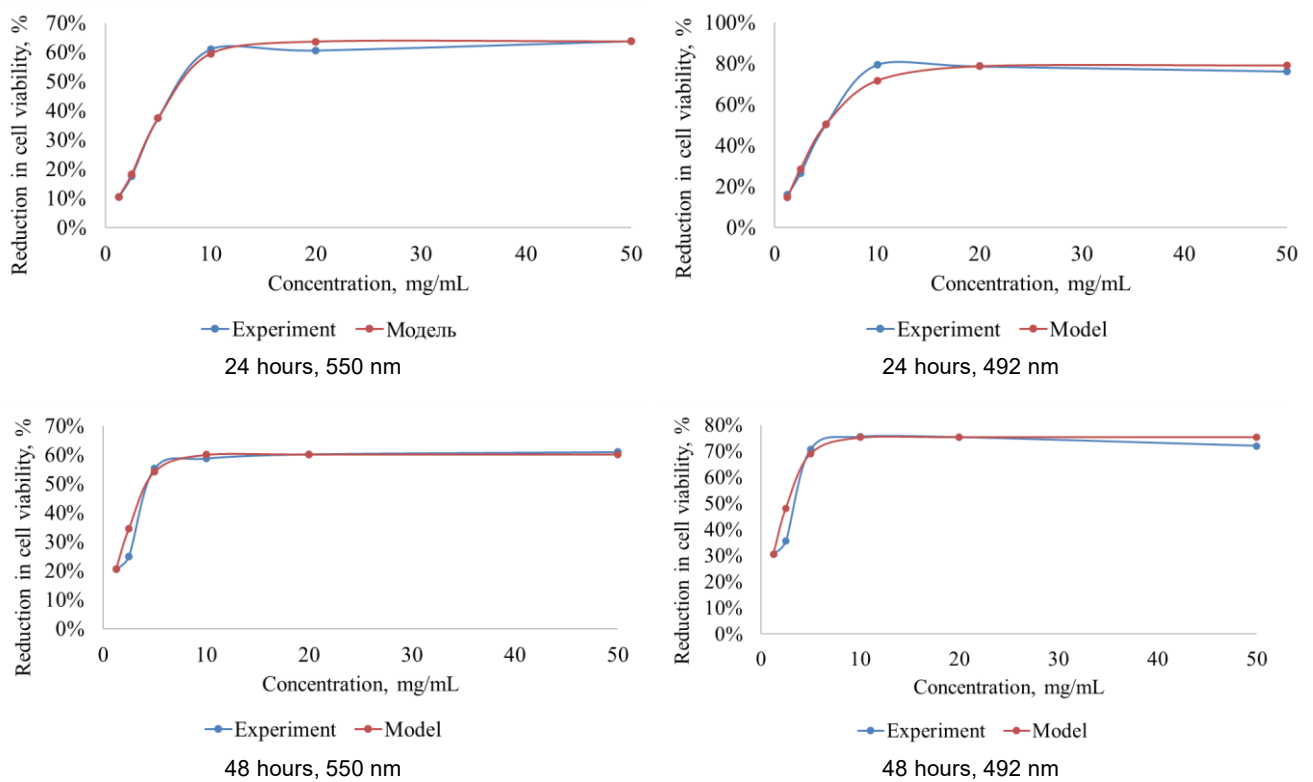 Reduction in cell viability, %
70%
60%
50%
40%
30%
20%
10%
0%
0 10 20 30 40 50
Concentration, mg/mL
Experiment Модель
24 hours, 550 nm
Reduction in cell viability, %
100%
80%
60%
40%
20%
0%
0 10 20 30 40 50
Concentration, mg/mL
Experiment Model
24 hours, 492 nm
Reduction in cell viability, %
70%
60%
50%
40%
30%
20%
10%
0%
0 10 20 30 40 50
Concentration, mg/mL
Experiment Model
48 hours, 550 nm
Reduction in cell viability, %
80%
70%
60%
50%
40%
30%
20%
10%
0%
0 10 20 30 40 50
Concentration, mg/mL
Experiment Model
48 hours, 492 nm